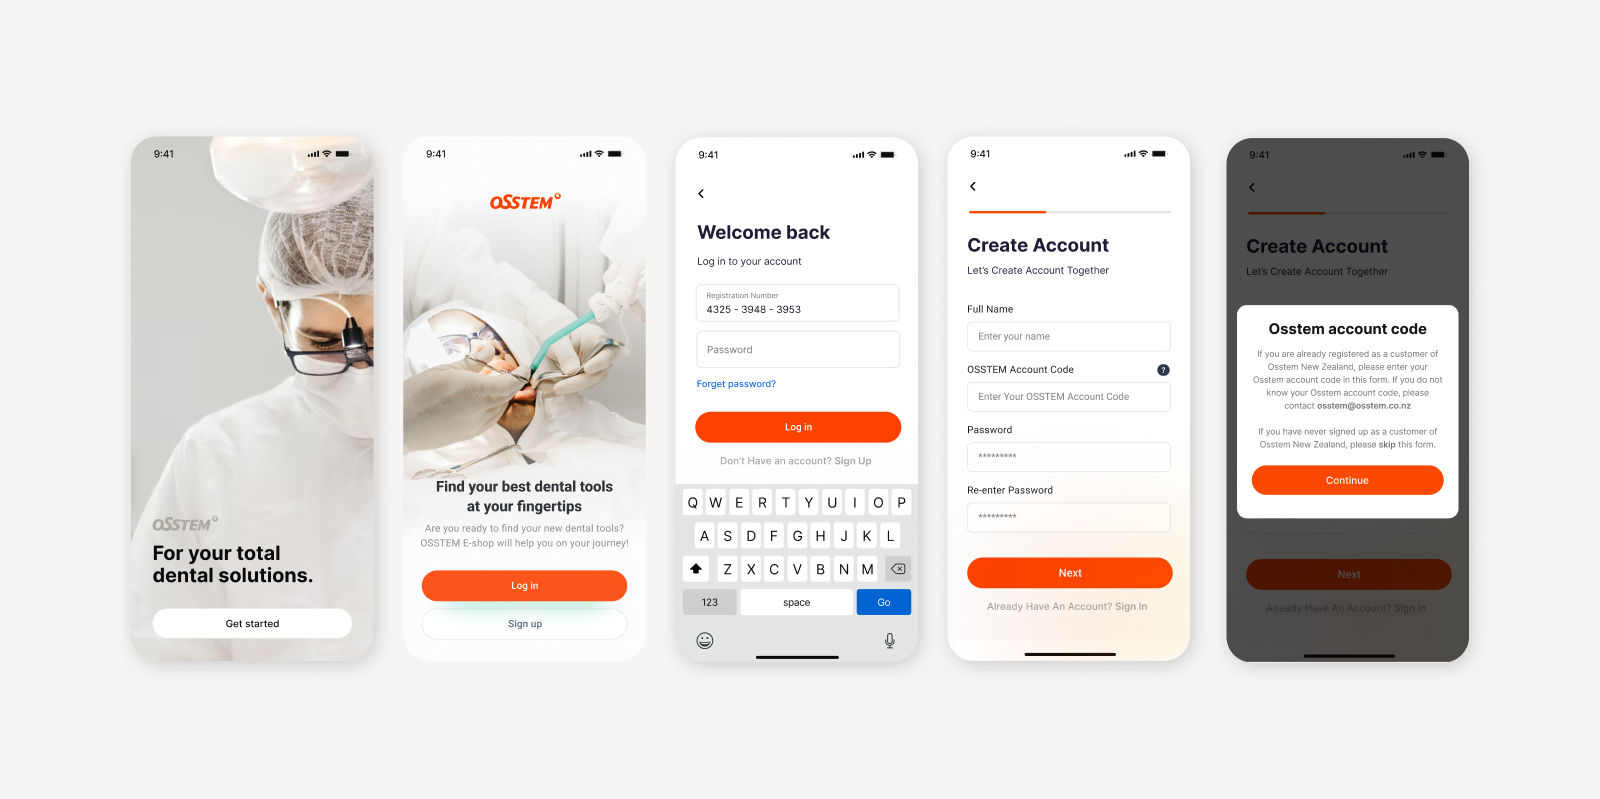 9:41
OSSTEM
For your total
dental solutions.
Get started
9:41
OSSTEM
Find your best dental tools
at your fingertips
Are you ready to find your new dental tools?
OSSTEM E-shop will help you on your journey!
Log in
Sign up
9:41
Welcome back
Log in to your account
Registration Number
4325 - 3948 - 3953
Password
Forget password?
Log in
Don't Have an account? Sign Up
Q W E R T Y U I O P
A S D F G H J K L
Z X C V B N M
123 space Go
9:41
Create Account
Let's Create Account Together
Full Name
Enter your name
OSSTEM Account Code ?
Enter Your OSSTEM Account Code
Password
*********
Re-enter Password
*********
Next
Already Have An Account? Sign In
9:41
Create Account
Let's Create Account Together
Osstem account code
If you are already registered as a customer of
Osstem New Zealand, please enter your
Osstem account code in this form. If you do not
know your Osstem account code, please
contact osstem@osstem.co.nz
If you have never signed up as a customer of
Osstem New Zealand, please skip this form.
Continue
Next
Already Have An Account? Sign In